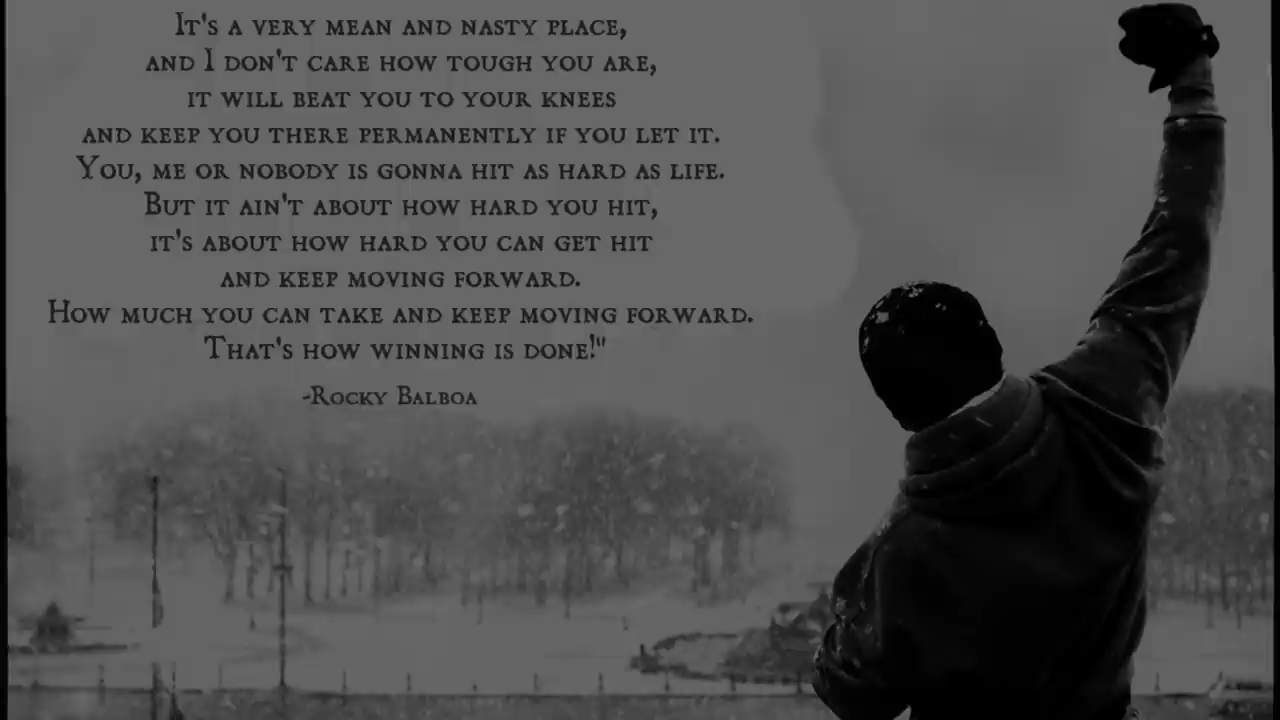 It's a very mean and nasty place,
and I don't care how tough you are,
it will beat you to your knees
and keep you there permanently if you let it.
You, me or nobody is gonna hit as hard as life.
But it ain't about how hard you hit,
it's about how hard you can get hit
and keep moving forward.
How much you can take and keep moving forward.
That's how winning is done!"
-Rocky Balboa